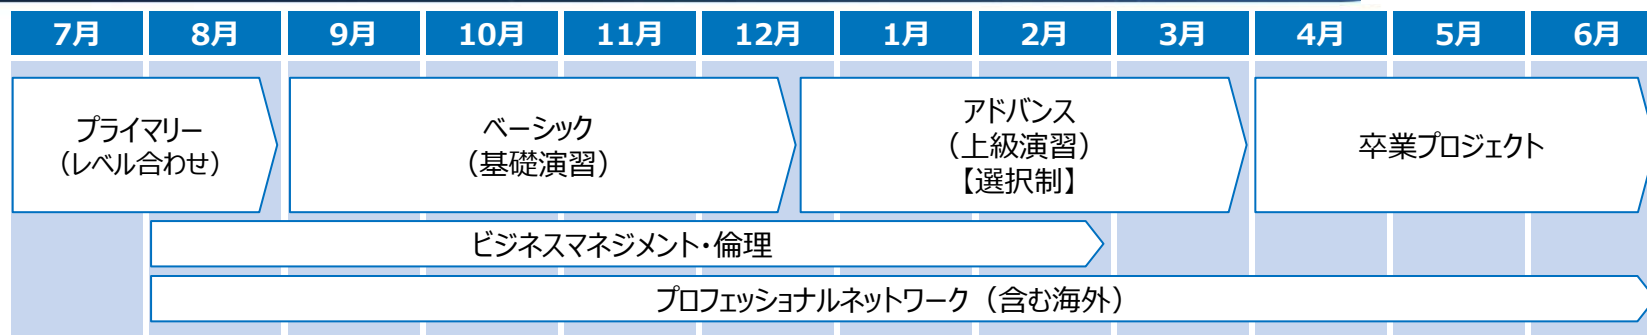 7月 8月 9月 10月 11月 12月 1月 2月 3月 4月 5月 6月
プライマリー
（レベル合わせ）
ベーシック
（基礎演習）
アドバンス
（上級演習）
【選択制】
卒業プロジェクト
ビジネスマネジメント・倫理
プロフェッショナルネットワーク（含む海外）